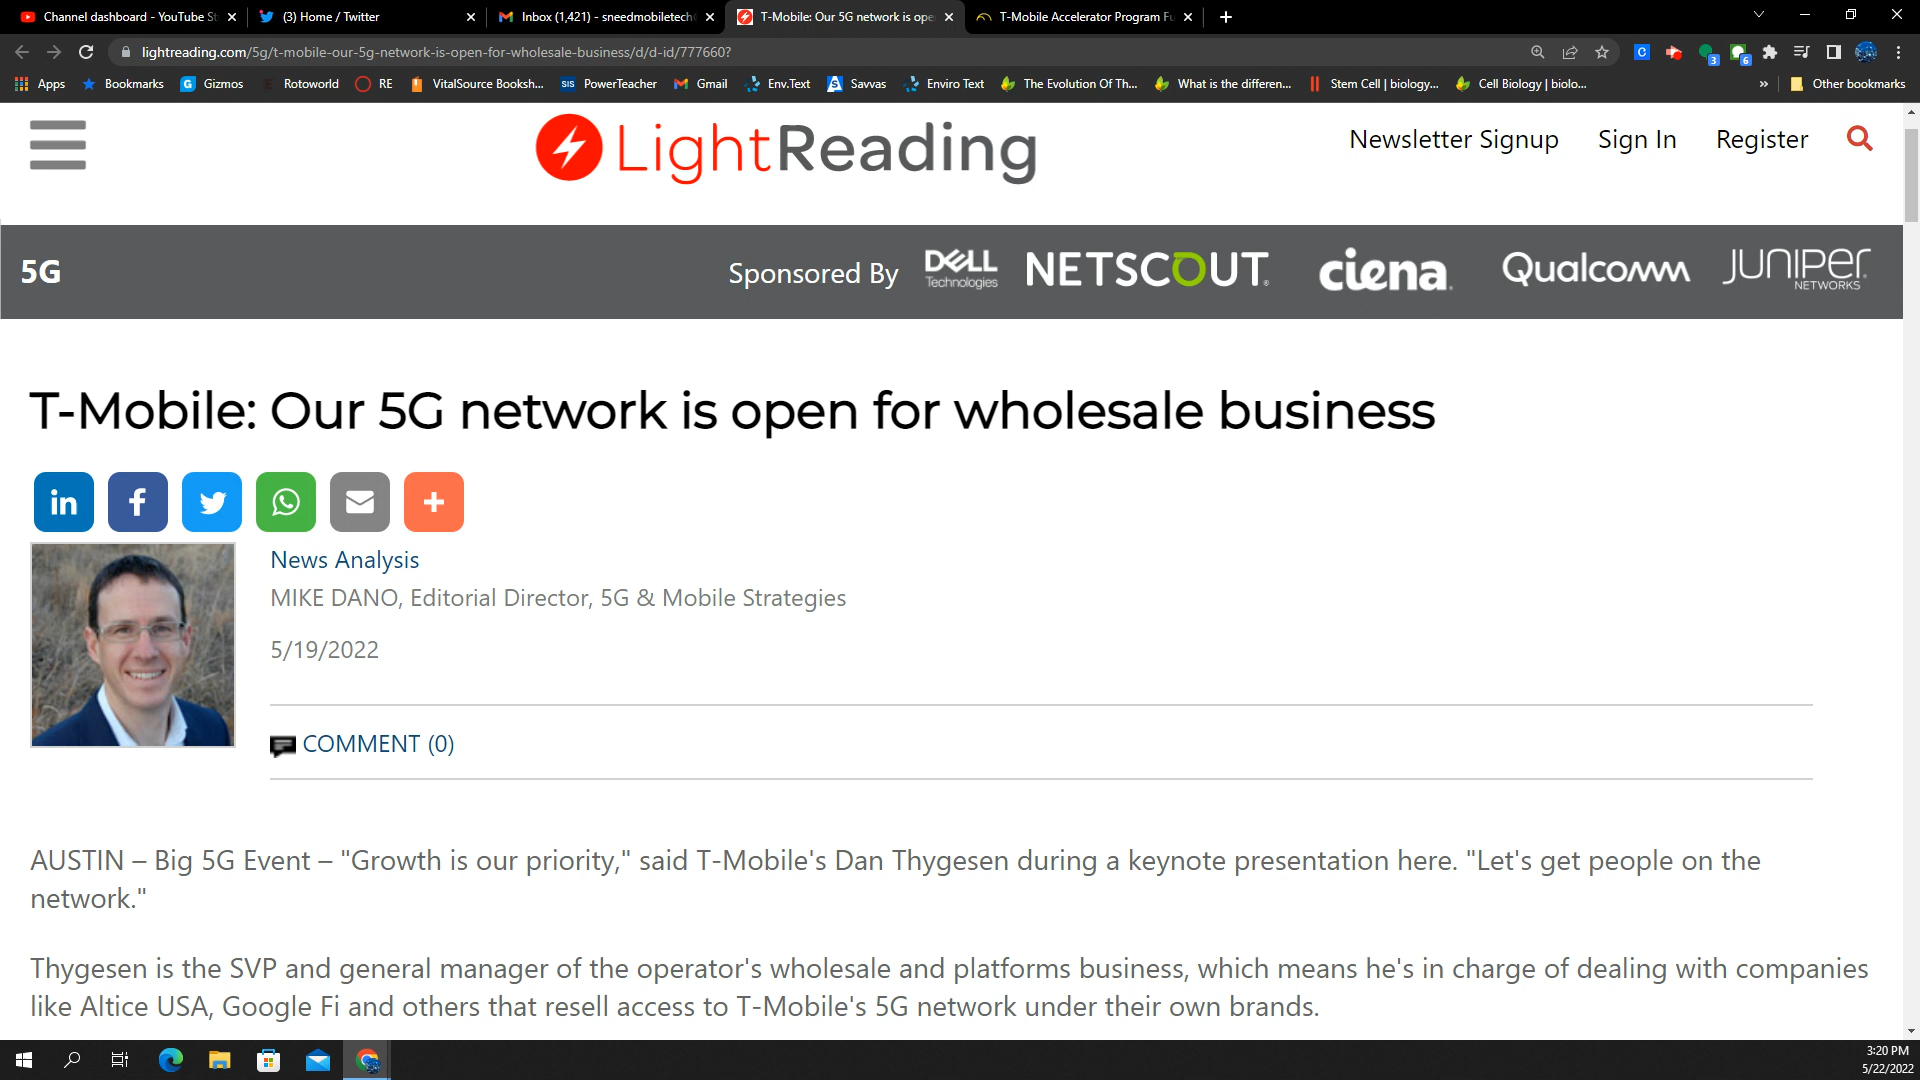 Channel dashboard - YouTube St
(3) Home / Twitter
Inbox (1,421) - sneedmobiletech
T-Mobile: Our 5G network is ope
T-Mobile Accelerator Program Fu
lightreading.com/5g/t-mobile-our-5g-network-is-open-for-wholesale-business/d/d-id/777660?
C
3
6
Apps
Bookmarks
G Gizmos
E Rotoworld
RE
VitalSource Booksh...
SIS PowerTeacher
Gmail
Env.Text
S Savvas
Enviro Text
The Evolution Of Th...
What is the differen...
Stem Cell | biology...
Cell Biology | biolo...
»
Other bookmarks
LightReading
Newsletter Signup
Sign In
Register
5G
Sponsored By
DELL Technologies
NETSCOUT®
ciena®
Qualcomm
JUNIPER NETWORKS
T-Mobile: Our 5G network is open for wholesale business
in
f
+
News Analysis
MIKE DANO, Editorial Director, 5G & Mobile Strategies
5/19/2022
COMMENT (0)
AUSTIN – Big 5G Event – "Growth is our priority," said T-Mobile's Dan Thygesen during a keynote presentation here. "Let's get people on the
network."
Thygesen is the SVP and general manager of the operator's wholesale and platforms business, which means he's in charge of dealing with companies
like Altice USA, Google Fi and others that resell access to T-Mobile's 5G network under their own brands.
3:20 PM
5/22/2022